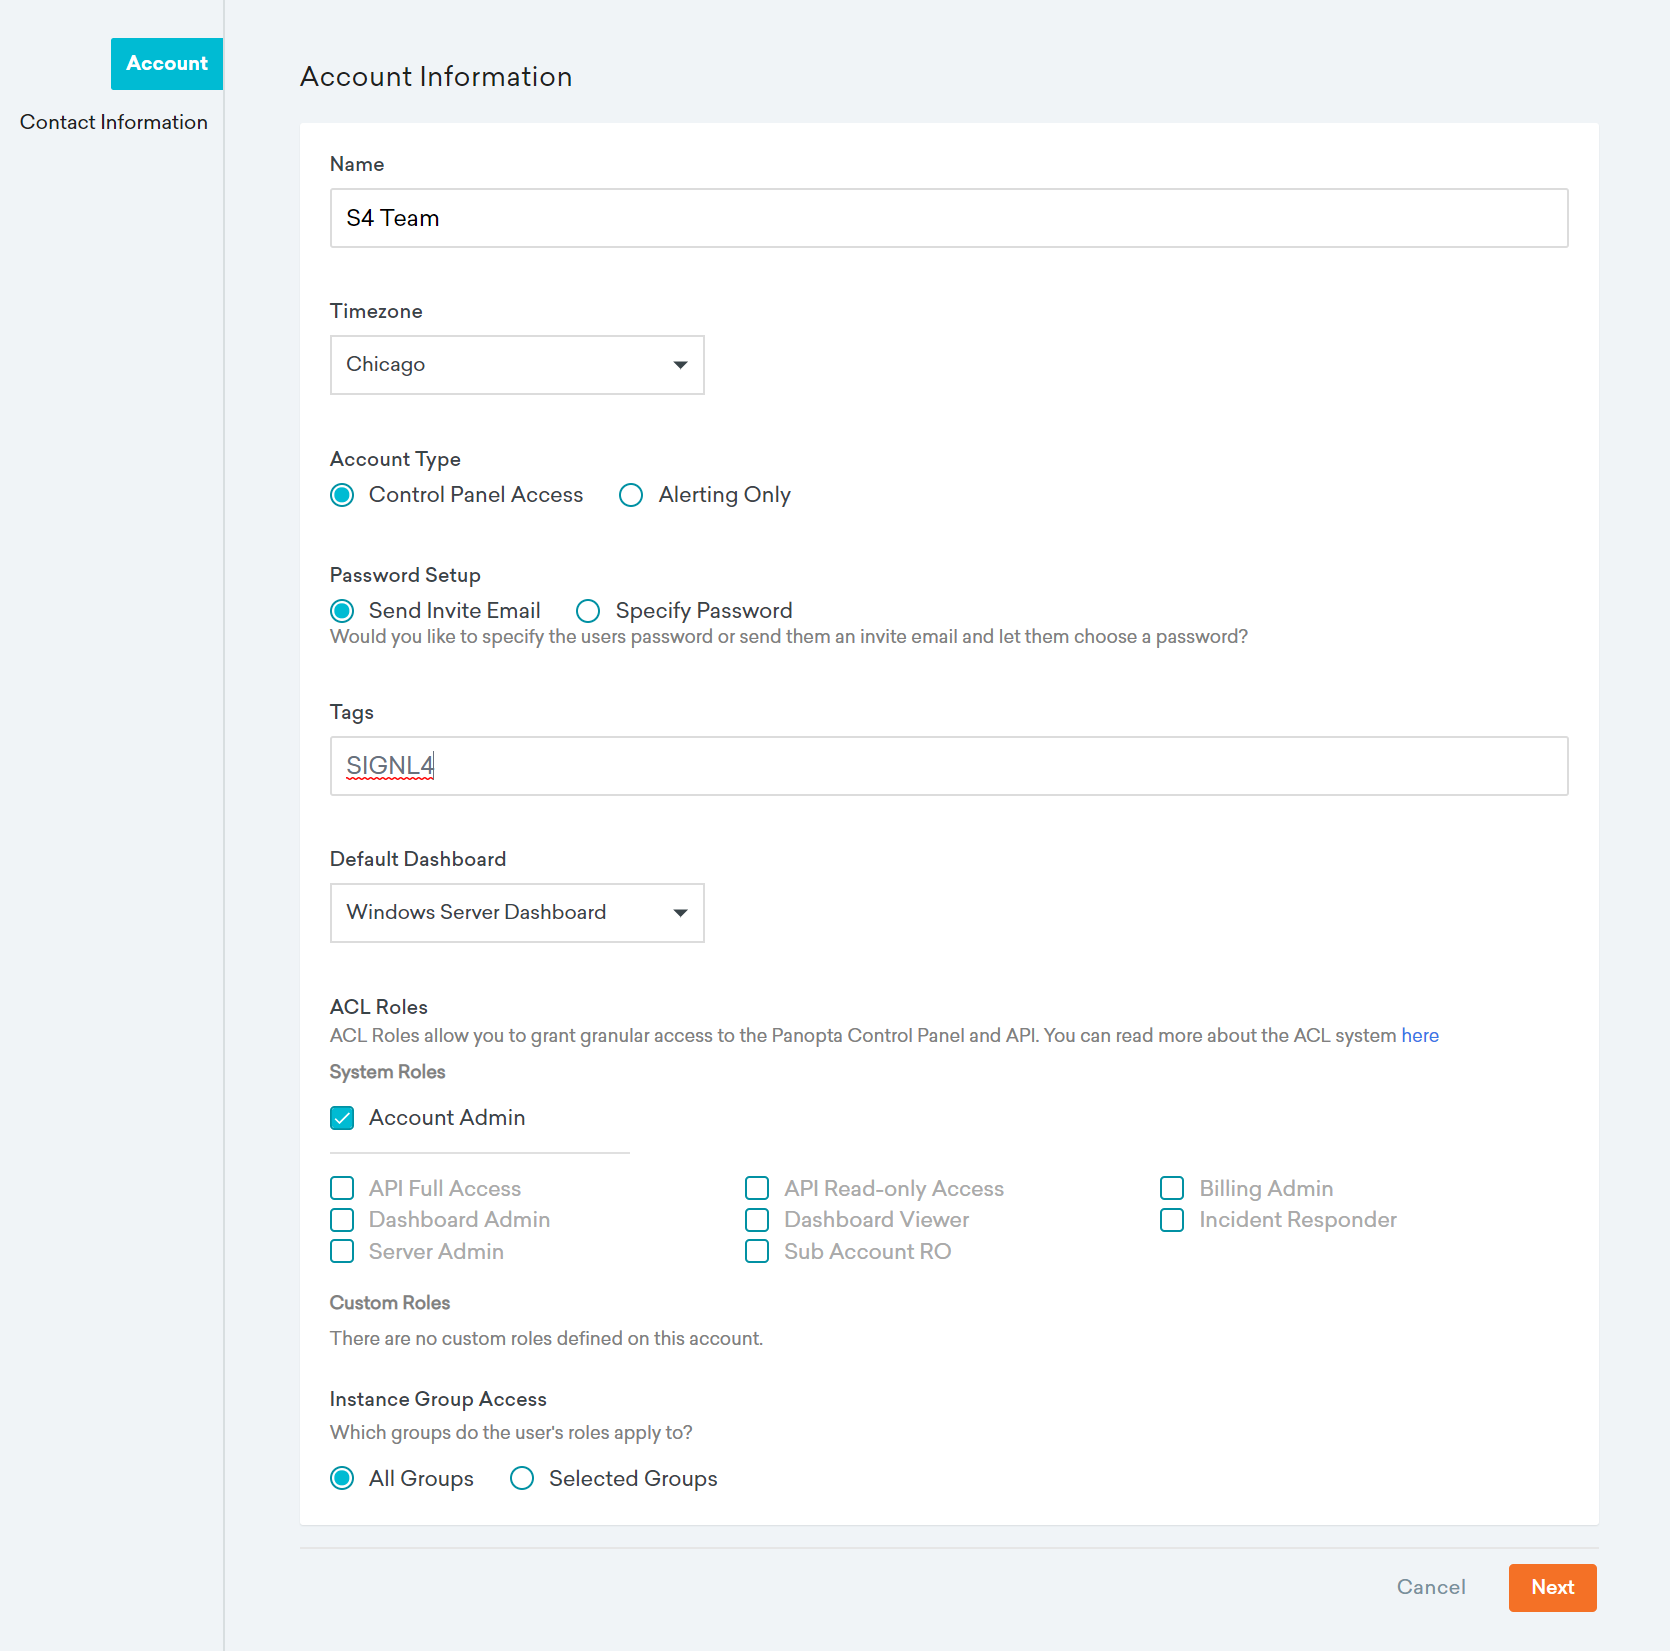 Account
Contact Information
Account Information
Name
S4 Team
Timezone
Chicago
Account Type
Control Panel Access
Alerting Only
Password Setup
Send Invite Email
Specify Password
Would you like to specify the users password or send them an invite email and let them choose a password?
Tags
SIGNL4
Default Dashboard
Windows Server Dashboard
ACL Roles
ACL Roles allow you to grant granular access to the Panopta Control Panel and API. You can read more about the ACL system here
System Roles
Account Admin
API Full Access
API Read-only Access
Billing Admin
Dashboard Admin
Dashboard Viewer
Incident Responder
Server Admin
Sub Account RO
Custom Roles
There are no custom roles defined on this account.
Instance Group Access
Which groups do the user's roles apply to?
All Groups
Selected Groups
Cancel
Next